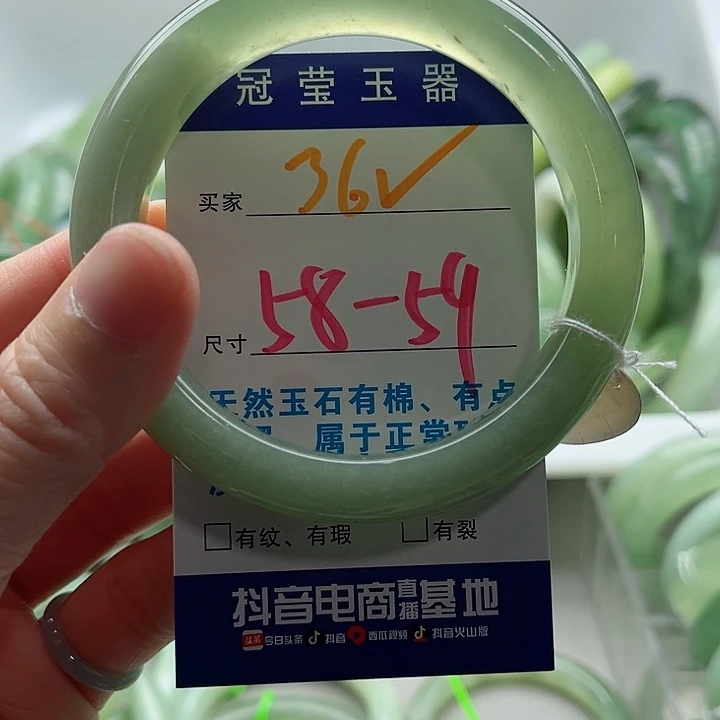 冠莹玉器
买家 36✓
尺寸 58-59
天然玉石有棉、有点
属于正常
□有纹、有瑕 □有裂
抖音电商直播基地
头条 今日头条 抖音 西瓜视频 抖音火山版